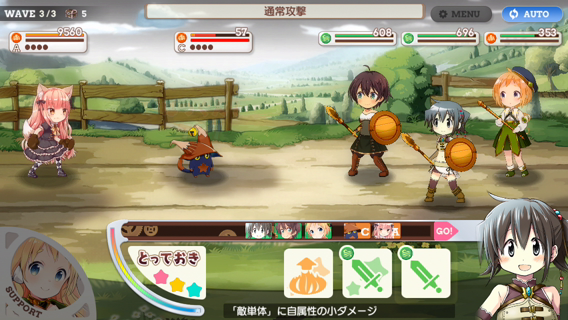 WAVE 3/3 5
通常攻撃
MENU
AUTO
9560
A
57
C
608
696
353
C A GO!
とっておき
SUPPORT
「敵単体」に自属性の小ダメージ